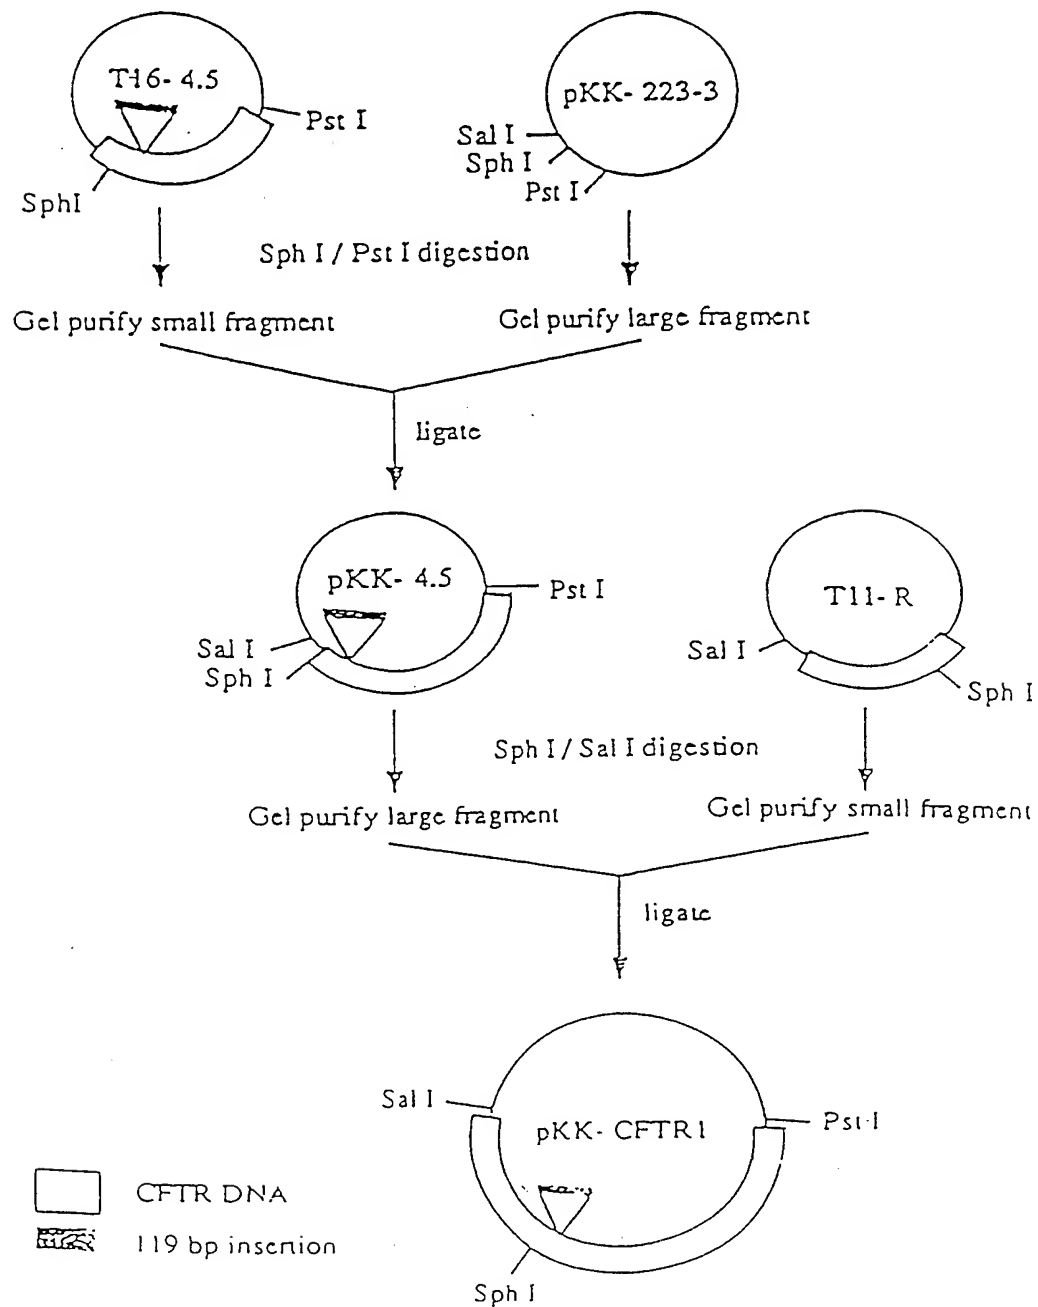 T16-4.5
pKK-223-3
Pst I
Sal I
Sph I
Pst I
SphI
Sph I / Pst I digestion
Gel purify small fragment
Gel purify large fragment
ligate
pKK-4.5
Pst I
T11-R
Sal I
Sph I
Sal I
Sph I
Sph I / Sal I digestion
Gel purify large fragment
Gel purify small fragment
ligate
Sal I
pKK-CFTR1
Pst I
CFTR DNA
119 bp insertion
Sph I